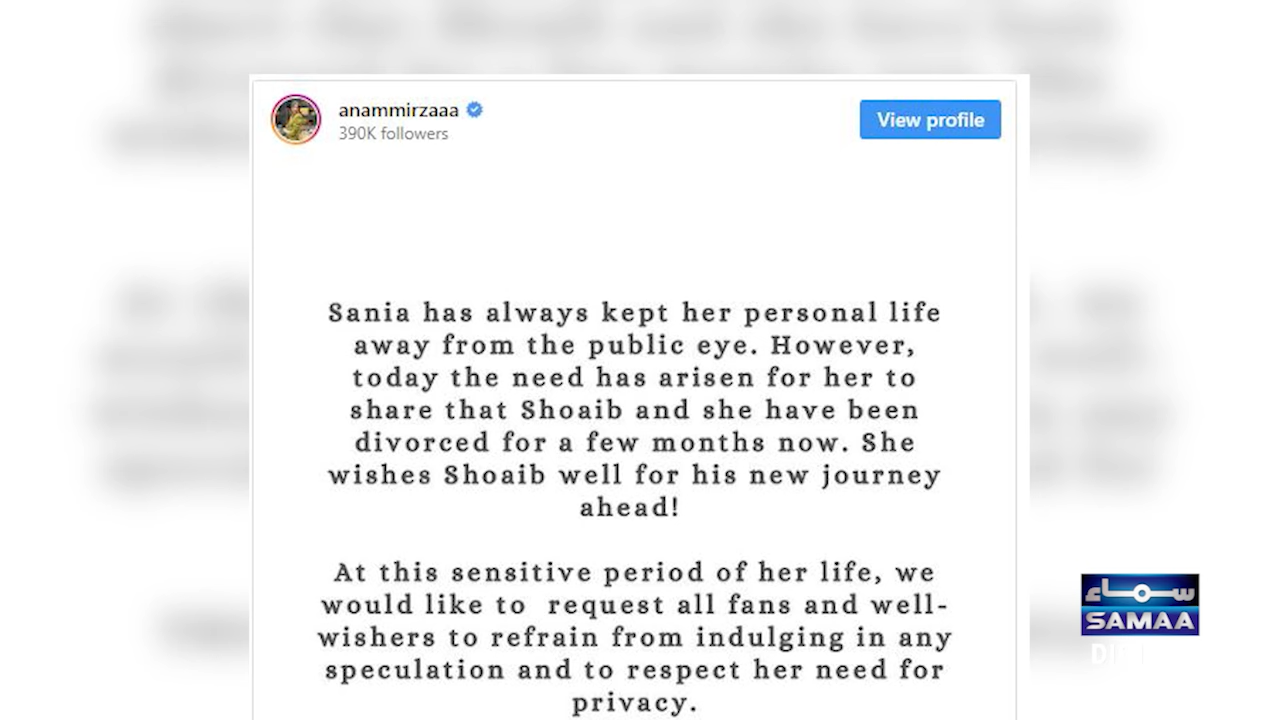 anammirzaaa
390K followers
View profile
Sania has always kept her personal life
away from the public eye. However,
today the need has arisen for her to
share that Shoaib and she have been
divorced for a few months now. She
wishes Shoaib well for his new journey
ahead!
At this sensitive period of her life, we
would like to request all fans and well-
wishers to refrain from indulging in any
speculation and to respect her need for
privacy.
سماء
SAMAA